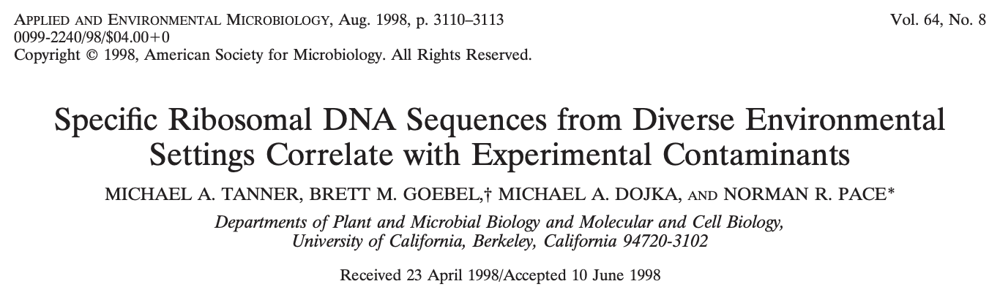 APPLIED AND ENVIRONMENTAL MICROBIOLOGY, Aug. 1998, p. 3110–3113 Vol. 64, No. 8
0099-2240/98/$04.00+0
Copyright © 1998, American Society for Microbiology. All Rights Reserved.
Specific Ribosomal DNA Sequences from Diverse Environmental
Settings Correlate with Experimental Contaminants
MICHAEL A. TANNER, BRETT M. GOEBEL,† MICHAEL A. DOJKA, AND NORMAN R. PACE*
Departments of Plant and Microbial Biology and Molecular and Cell Biology,
University of California, Berkeley, California 94720-3102
Received 23 April 1998/Accepted 10 June 1998